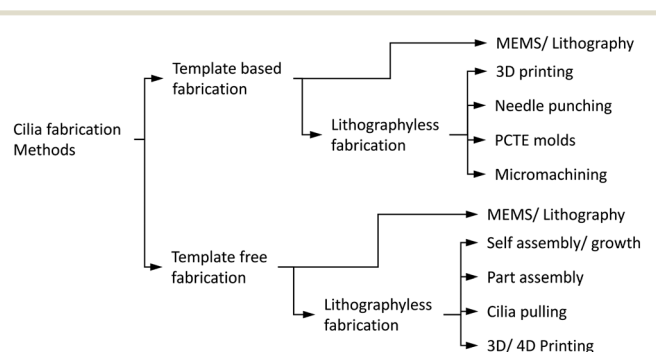 Cilia fabrication
Methods
Template based
fabrication
MEMS/ Lithography
Lithographyless
fabrication
3D printing
Needle punching
PCTE molds
Micromachining
Template free
fabrication
MEMS/ Lithography
Lithographyless
fabrication
Self assembly/ growth
Part assembly
Cilia pulling
3D/ 4D Printing